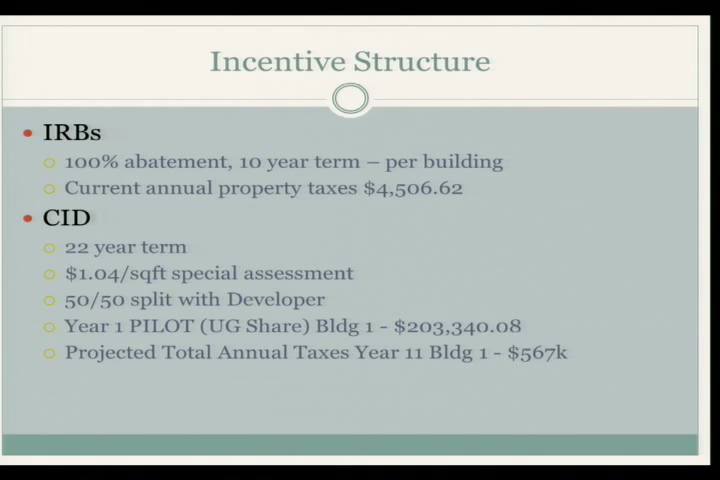 Incentive Structure
IRBs
100% abatement, 10 year term – per building
Current annual property taxes $4,506.62
CID
22 year term
$1.04/sqft special assessment
50/50 split with Developer
Year 1 PILOT (UG Share) Bldg 1 - $203,340.08
Projected Total Annual Taxes Year 11 Bldg 1 - $567k